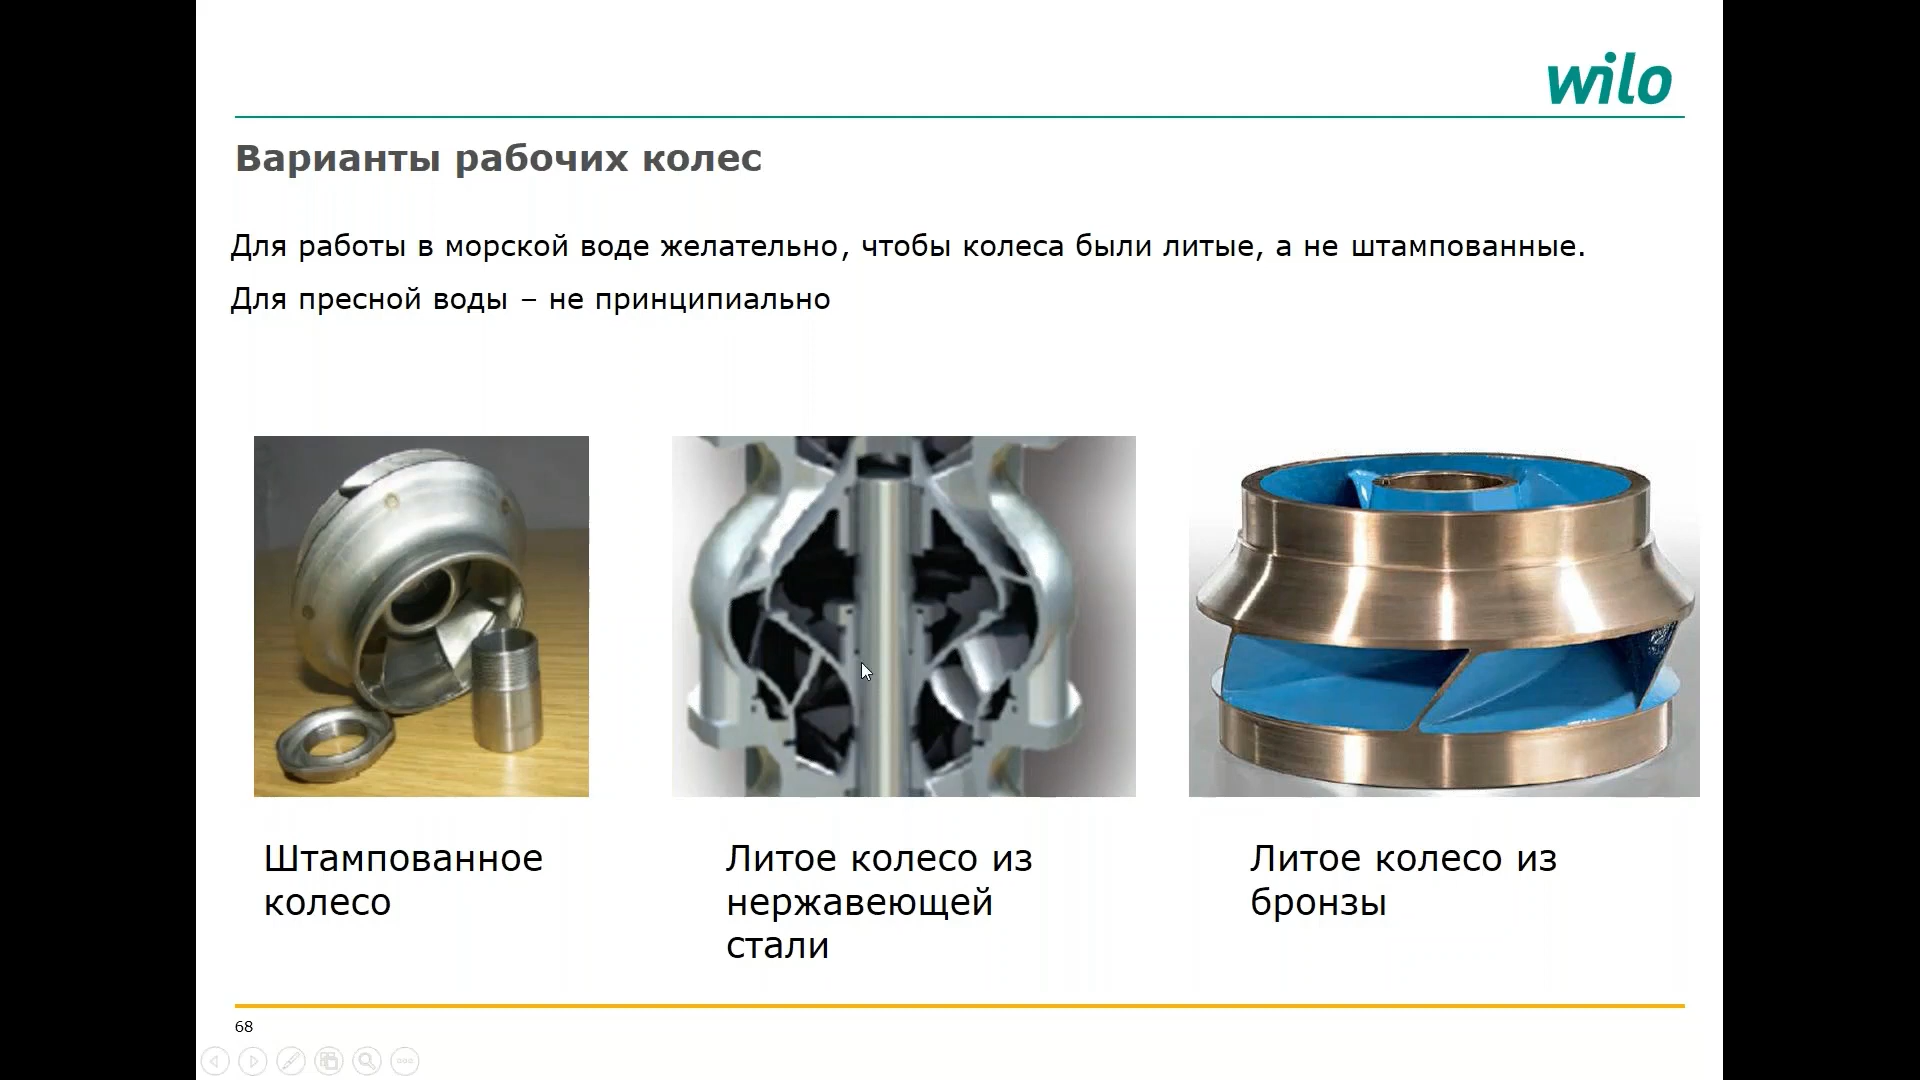 wilo
Варианты рабочих колес
Для работы в морской воде желательно, чтобы колеса были литые, а не штампованные.
Для пресной воды – не принципиально
Штампованное
колесо
Литое колесо из
нержавеющей
стали
Литое колесо из
бронзы
68